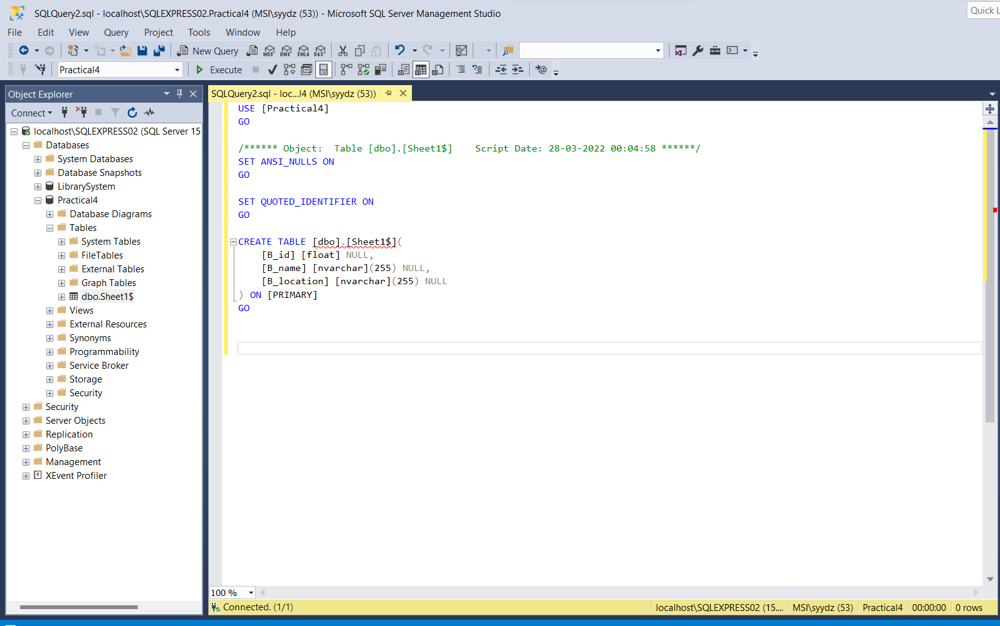 SQLQuery2.sql - localhost\SQLEXPRESS02.Practical4 (MSI\syydz (53)) - Microsoft SQL Server Management Studio
Quick L
File Edit View Query Project Tools Window Help
New Query MDX DMX XMLA DAX
Practical4 Execute
Object Explorer
Connect
localhost\SQLEXPRESS02 (SQL Server 15
Databases
System Databases
Database Snapshots
LibrarySystem
Practical4
Database Diagrams
Tables
System Tables
FileTables
External Tables
Graph Tables
dbo.Sheet1$
Views
External Resources
Synonyms
Programmability
Service Broker
Storage
Security
Security
Server Objects
Replication
PolyBase
Management
XEvent Profiler
SQLQuery2.sql - loc...l4 (MSI\syydz (53))
USE [Practical4]
GO
/****** Object:  Table [dbo].[Sheet1$]    Script Date: 28-03-2022 00:04:58 ******/
SET ANSI_NULLS ON
GO
SET QUOTED_IDENTIFIER ON
GO
CREATE TABLE [dbo].[Sheet1$](
[B_id] [float] NULL,
[B_name] [nvarchar](255) NULL,
[B_location] [nvarchar](255) NULL
) ON [PRIMARY]
GO
100 %
Connected. (1/1)
localhost\SQLEXPRESS02 (15.... MSI\syydz (53) Practical4 00:00:00 0 rows